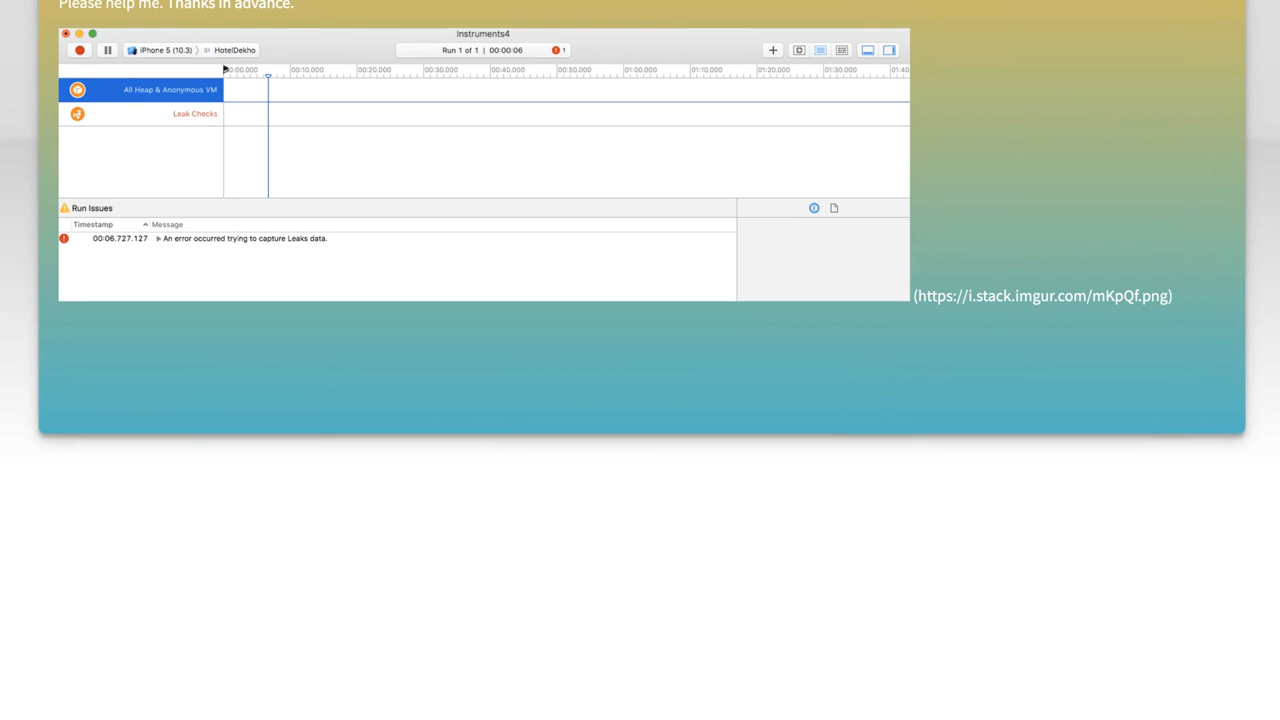 Please help me. Thanks in advance.
Instruments4
iPhone 5 (10.3) 〉 HotelDekho
Run 1 of 1 | 00:00:06
1
00:00.000 00:10.000 00:20.000 00:30.000 00:40.000 00:50.000 01:00.000 01:10.000 01:20.000 01:30.000 01:40
All Heap & Anonymous VM
Leak Checks
Run Issues
Timestamp Message
00:06.727.127 An error occurred trying to capture Leaks data.
(https://i.stack.imgur.com/mKpQf.png)